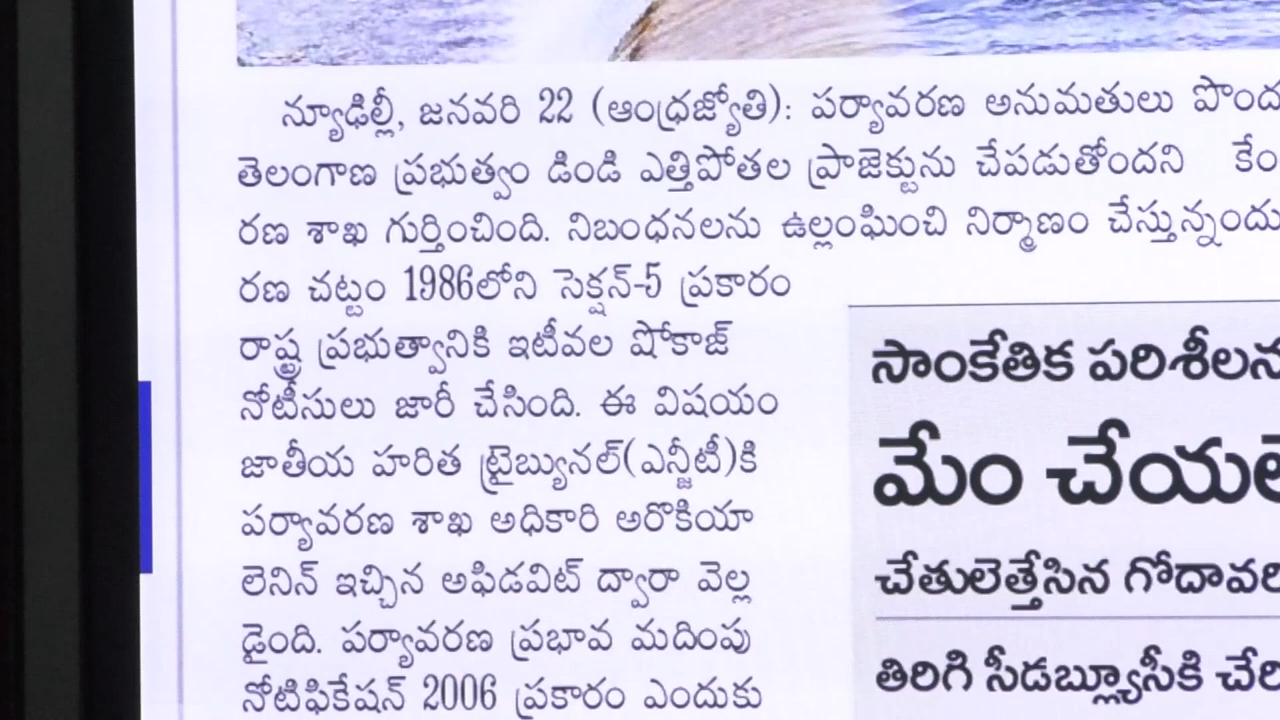 న్యూఢిల్లీ, జనవరి 22 (ఆంధ్రజ్యోతి): పర్యావరణ అనుమతులు పొంద
తెలంగాణ ప్రభుత్వం డిండి ఎత్తిపోతల ప్రాజెక్టును చేపడుతోందని కేం
రణ శాఖ గుర్తించింది. నిబంధనలను ఉల్లంఘించి నిర్మాణం చేస్తున్నందు
రణ చట్టం 1986లోని సెక్షన్-5 ప్రకారం
రాష్ట్ర ప్రభుత్వానికి ఇటీవల షోకాజ్
నోటీసులు జారీ చేసింది. ఈ విషయం
జాతీయ హరిత ట్రైబ్యునల్(ఎన్జీటీ)కి
పర్యావరణ శాఖ అధికారి అరొకియా
లెనిన్ ఇచ్చిన అఫిడవిట్ ద్వారా వెల్ల
డైంది. పర్యావరణ ప్రభావ మదింపు
నోటిఫికేషన్ 2006 ప్రకారం ఎందుకు
సాంకేతిక పరిశీలన
మేం చేయలే
చేతులెత్తేసిన గోదావరి
తిరిగి సీడబ్ల్యూసీకి చేరి